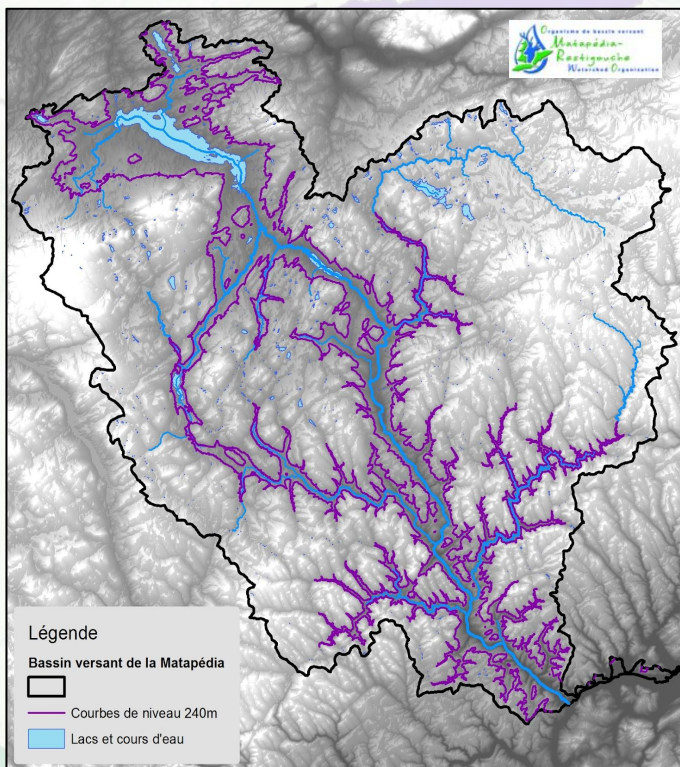 Organisme de bassin versant
Matapédia-
Restigouche
Watershed Organisation
Légende
Bassin versant de la Matapédia
Courbes de niveau 240m
Lacs et cours d'eau